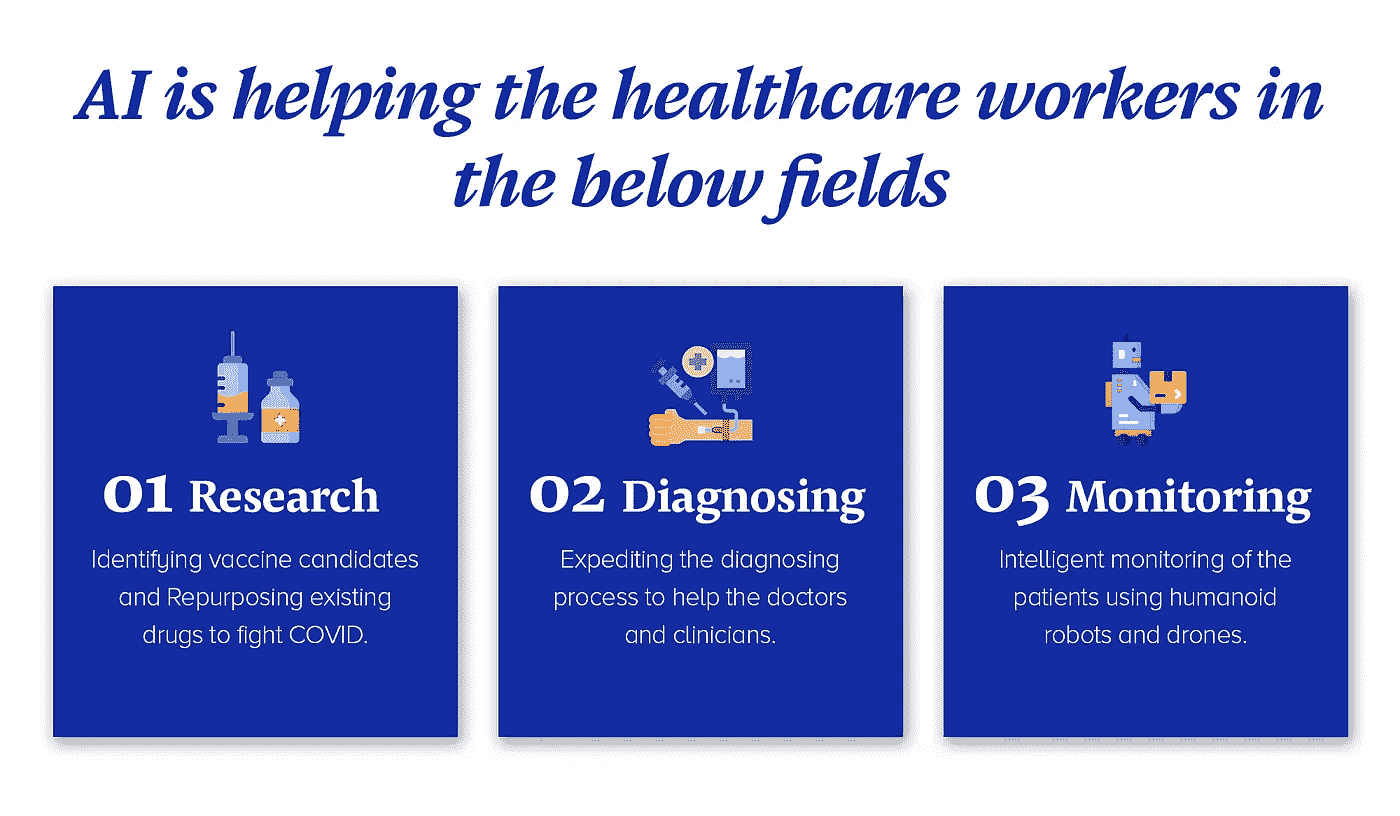 AI is helping the healthcare workers in
the below fields
01 Research
Identifying vaccine candidates
and Repurposing existing
drugs to fight COVID.
02 Diagnosing
Expediting the diagnosing
process to help the doctors
and clinicians.
03 Monitoring
Intelligent monitoring of the
patients using humanoid
robots and drones.